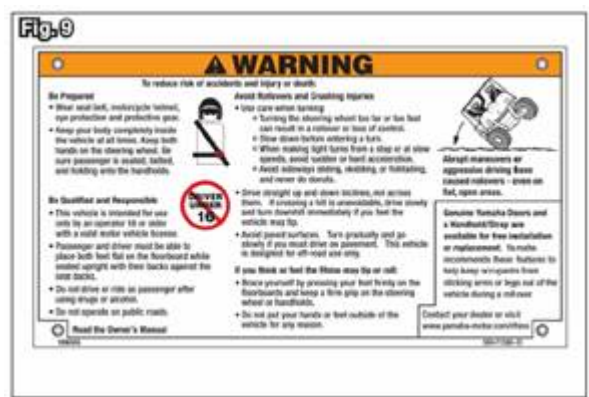 Fig. 9
WARNING
To reduce risk of accidents and injury or death:
Be Prepared
• Wear seat belt, motorcycle helmet,
eye protection and protective gear.
• Keep your body completely inside
the vehicle at all times. Keep both
hands on the steering wheel. Be
sure passenger is seated, belted,
and holding onto the handholds.
Be Qualified and Responsible
• This vehicle is intended for use
only by an operator 16 or older
with a valid motor vehicle license.
• Passenger and driver must be able to
place both feet flat on the floorboard while
seated upright with their backs against the
seat backs.
• Do not drive or ride as passenger after
using drugs or alcohol.
• Do not operate on public roads.
Read the Owner's Manual
DRIVER
UNDER
16
Avoid Rollovers and Crushing Injuries
• Use care when turning
Turning the steering wheel too far or too fast
can result in a rollover or loss of control.
Slow down before entering a turn.
When making tight turns from a stop or at slow
speeds, avoid sudden or hard acceleration.
Avoid sideways sliding, skidding, or fishtailing,
and never do donuts.
• Drive straight up and down inclines, not across
them. If crossing a hill is unavoidable, drive slowly
and turn downhill immediately if you feel the
vehicle may tip.
• Avoid paved surfaces. Turn gradually and go
slowly if you must drive on pavement. This vehicle
is designed for off-road use only.
If you think or feel the Rhino may tip or roll:
• Brace yourself by pressing your feet firmly on the
floorboards and keep a firm grip on the steering
wheel or handholds.
• Do not put your hands or feet outside of the
vehicle for any reason.
Abrupt maneuvers or
aggressive driving have
caused rollovers - even on
flat, open areas.
Genuine Yamaha Doors and
a Handhold/Strap are
available for free installation
or replacement. Yamaha
recommends these features to
help keep occupants from
sticking arms or legs out of the
vehicle during a roll-over.
Contact your dealer or visit
www.yamaha-motor.com/rhino